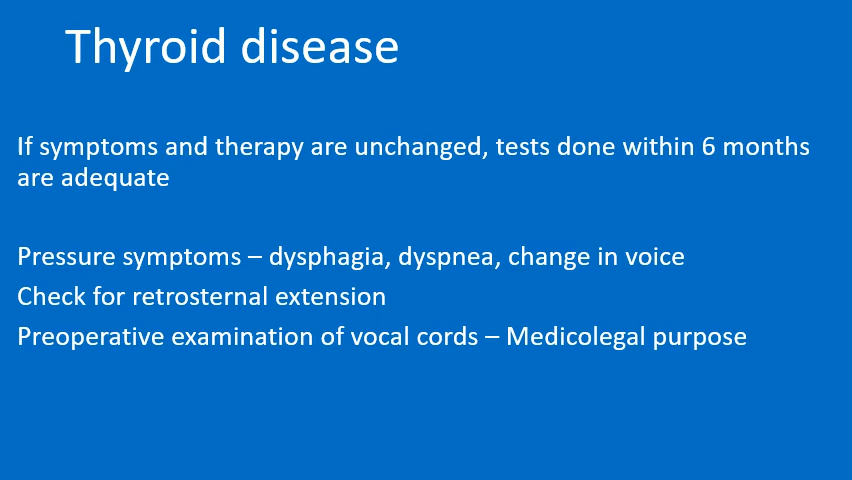 Thyroid disease
If symptoms and therapy are unchanged, tests done within 6 months
are adequate
Pressure symptoms – dysphagia, dyspnea, change in voice
Check for retrosternal extension
Preoperative examination of vocal cords – Medicolegal purpose